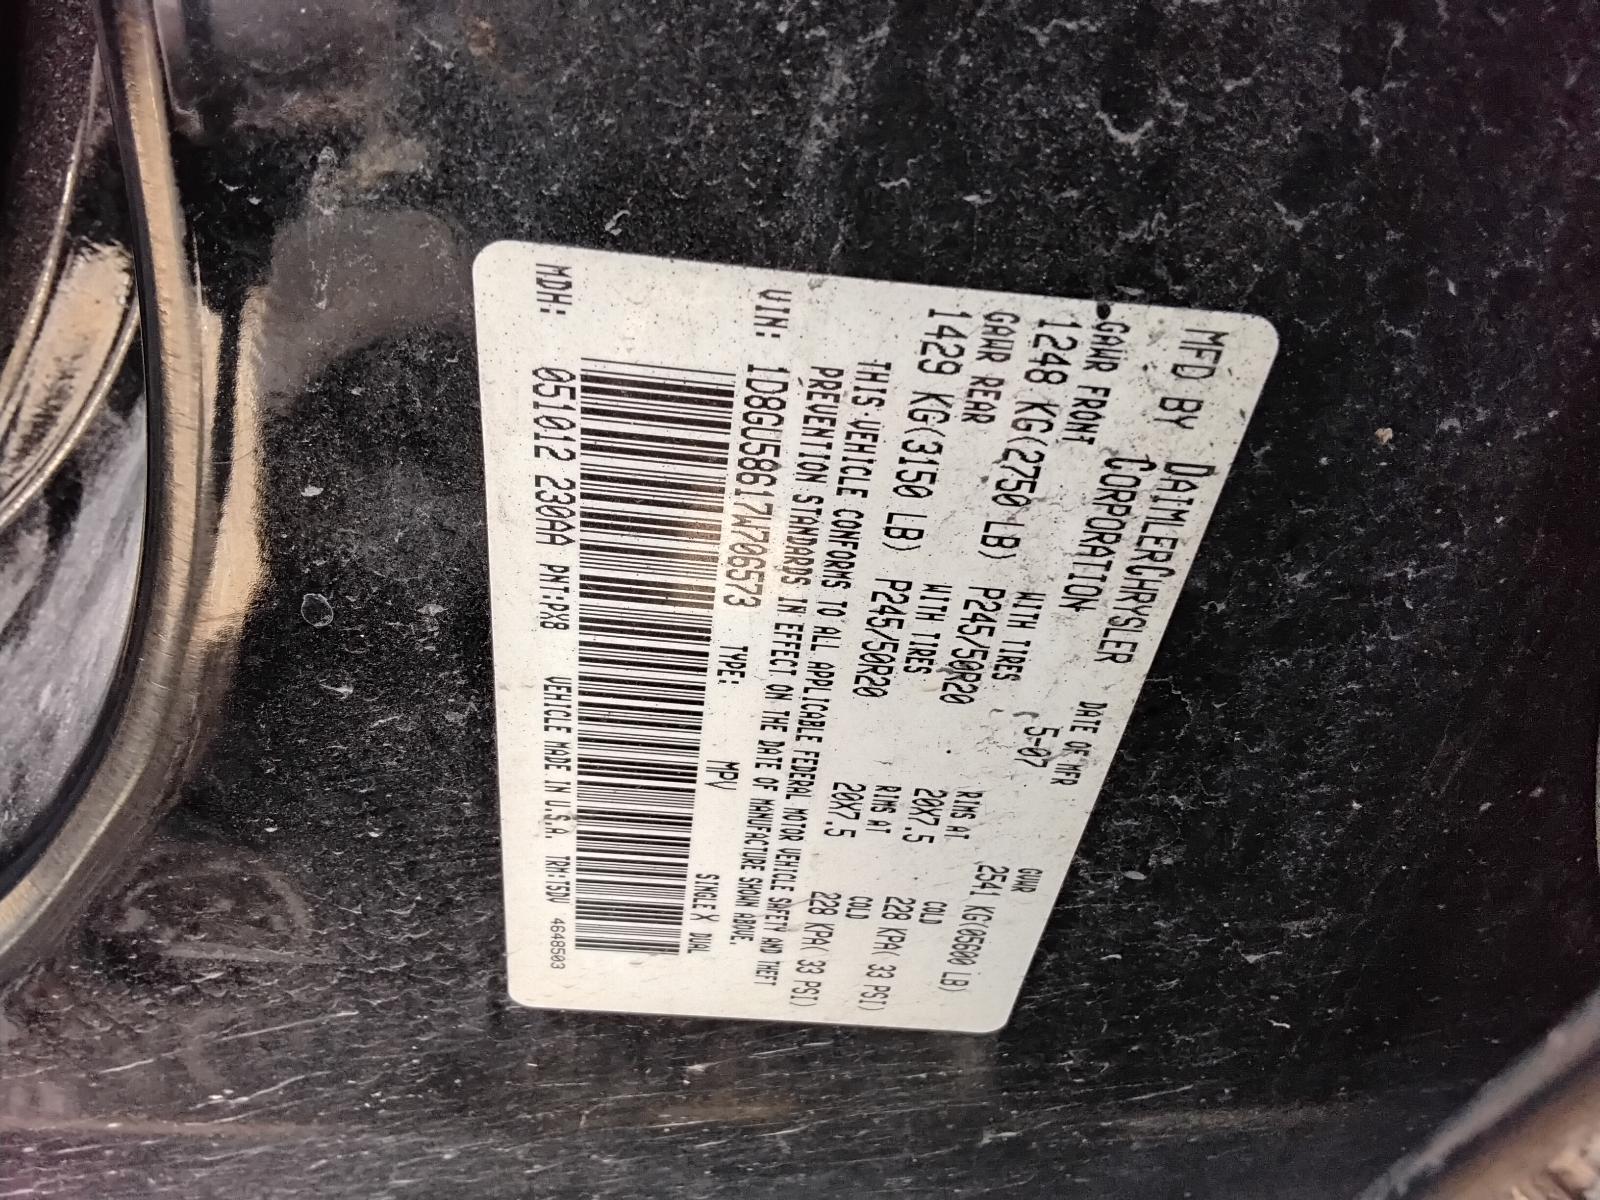 MFD BY DAIMLERCHRYSLER
CORPORATION
DATE OF MFR
5-07
GVWR
2541 KG(05600 LB)
GAWR FRONT WITH TIRES RIMS AT COLD
1248 KG(2750 LB) P245/50R20 20X7.5 228 KPA( 33 PSI)
GAWR REAR WITH TIRES RIMS AT COLD
1429 KG(3150 LB) P245/50R20 20X7.5 228 KPA( 33 PSI)
THIS VEHICLE CONFORMS TO ALL APPLICABLE FEDERAL MOTOR VEHICLE SAFETY AND THEFT
PREVENTION STANDARDS IN EFFECT ON THE DATE OF MANUFACTURE SHOWN ABOVE.
VIN: 1D8GU58617W706573 TYPE: MPV SINGLE X DUAL
MDH: 051012 230AA PNT:PXB VEHICLE MADE IN U.S.A. 4648503